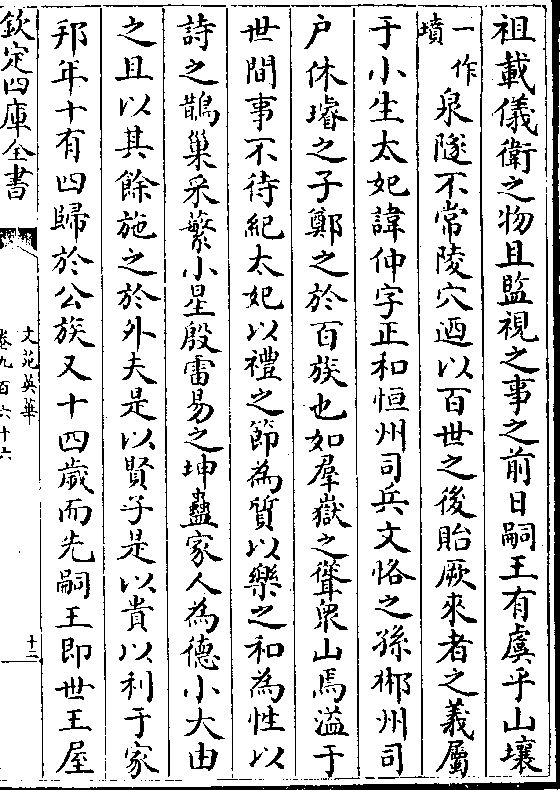 祖載儀衛之物且監視之事之前日嗣王有虞乎山壤
一作墳泉隧不常陵穴迺以百世之後貽厥來者之義屬
于小生太妃諱仲字正和恒州司兵文恪之孫郴州司
户休璿之子鄭之於百族也如羣嶽之聳衆山焉溢于
世間事不待紀太妃以禮之節為質以樂之和為性以
詩之鵲巢采蘩小星殷雷易之坤蠱家人為德小大由
之且以其餘施之於外夫是以賢子是以貴以利于家
邦年十有四歸於公族又十四歲而先嗣王即世王屋
欽定四庫全書
文苑英華
卷九百六十六
十二